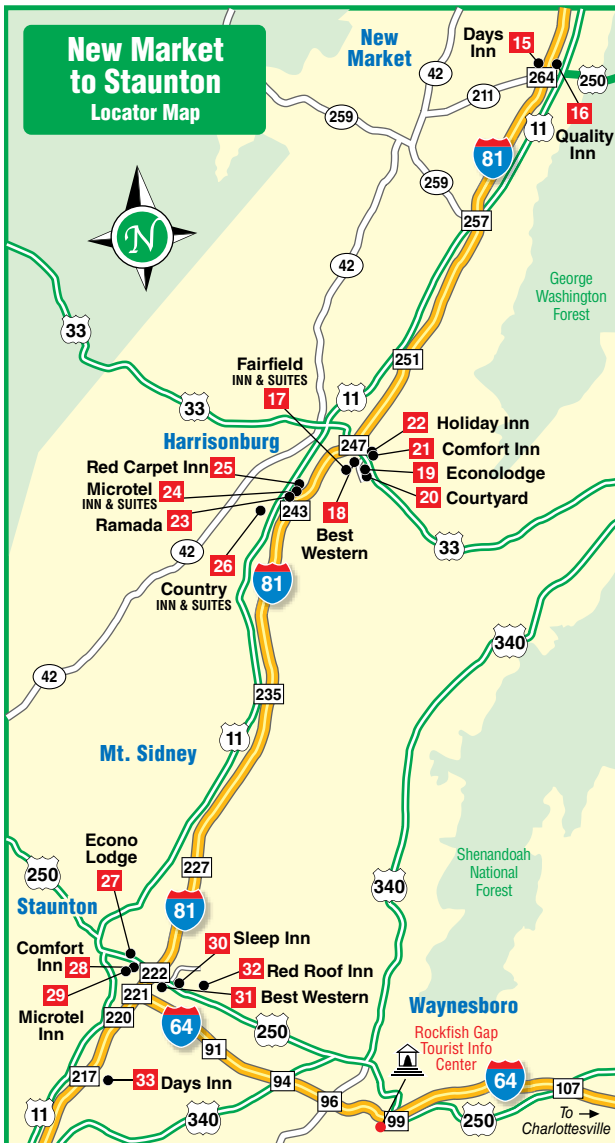 New Market
to Staunton
Locator Map
New
Market
Days
Inn
15
264
250
16
Quality
Inn
42
211
11
259
81
259
257
N
42
George
Washington
Forest
33
251
Fairfield
INN & SUITES
17
11
33
22 Holiday Inn
247
21 Comfort Inn
Harrisonburg
19 Econolodge
Red Carpet Inn 25
20 Courtyard
Microtel 24
INN & SUITES
Ramada 23
243
18
Best
Western
33
42
26
Country
INN & SUITES
81
340
42
235
11
Mt. Sidney
Econo
Lodge
27
250
227
Shenandoah
National
Forest
340
Staunton
81
30 Sleep Inn
Comfort
Inn 28
222
32 Red Roof Inn
29
221
31 Best Western
Microtel
Inn
220
64
250
Waynesboro
Rockfish Gap
Tourist Info
Center
91
217
33 Days Inn
94
64
107
96
11
340
99
250
To
Charlottesville